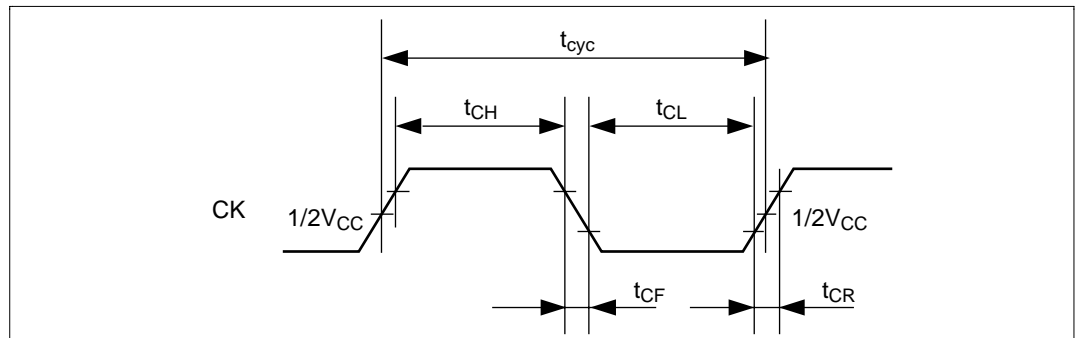 tcyc
tCH
tCL
CK
1/2VCC
1/2VCC
tCF
tCR